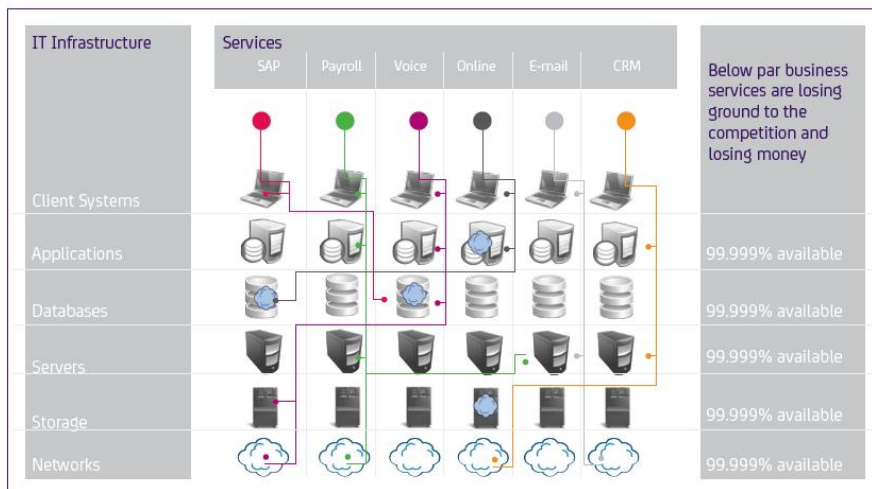 IT Infrastructure
Services
SAP
Payroll
Voice
Online
E-mail
CRM
Below par business
services are losing
ground to the
competition and
losing money
Client Systems
Applications
99.999% available
Databases
99.999% available
Servers
99.999% available
Storage
99.999% available
Networks
99.999% available